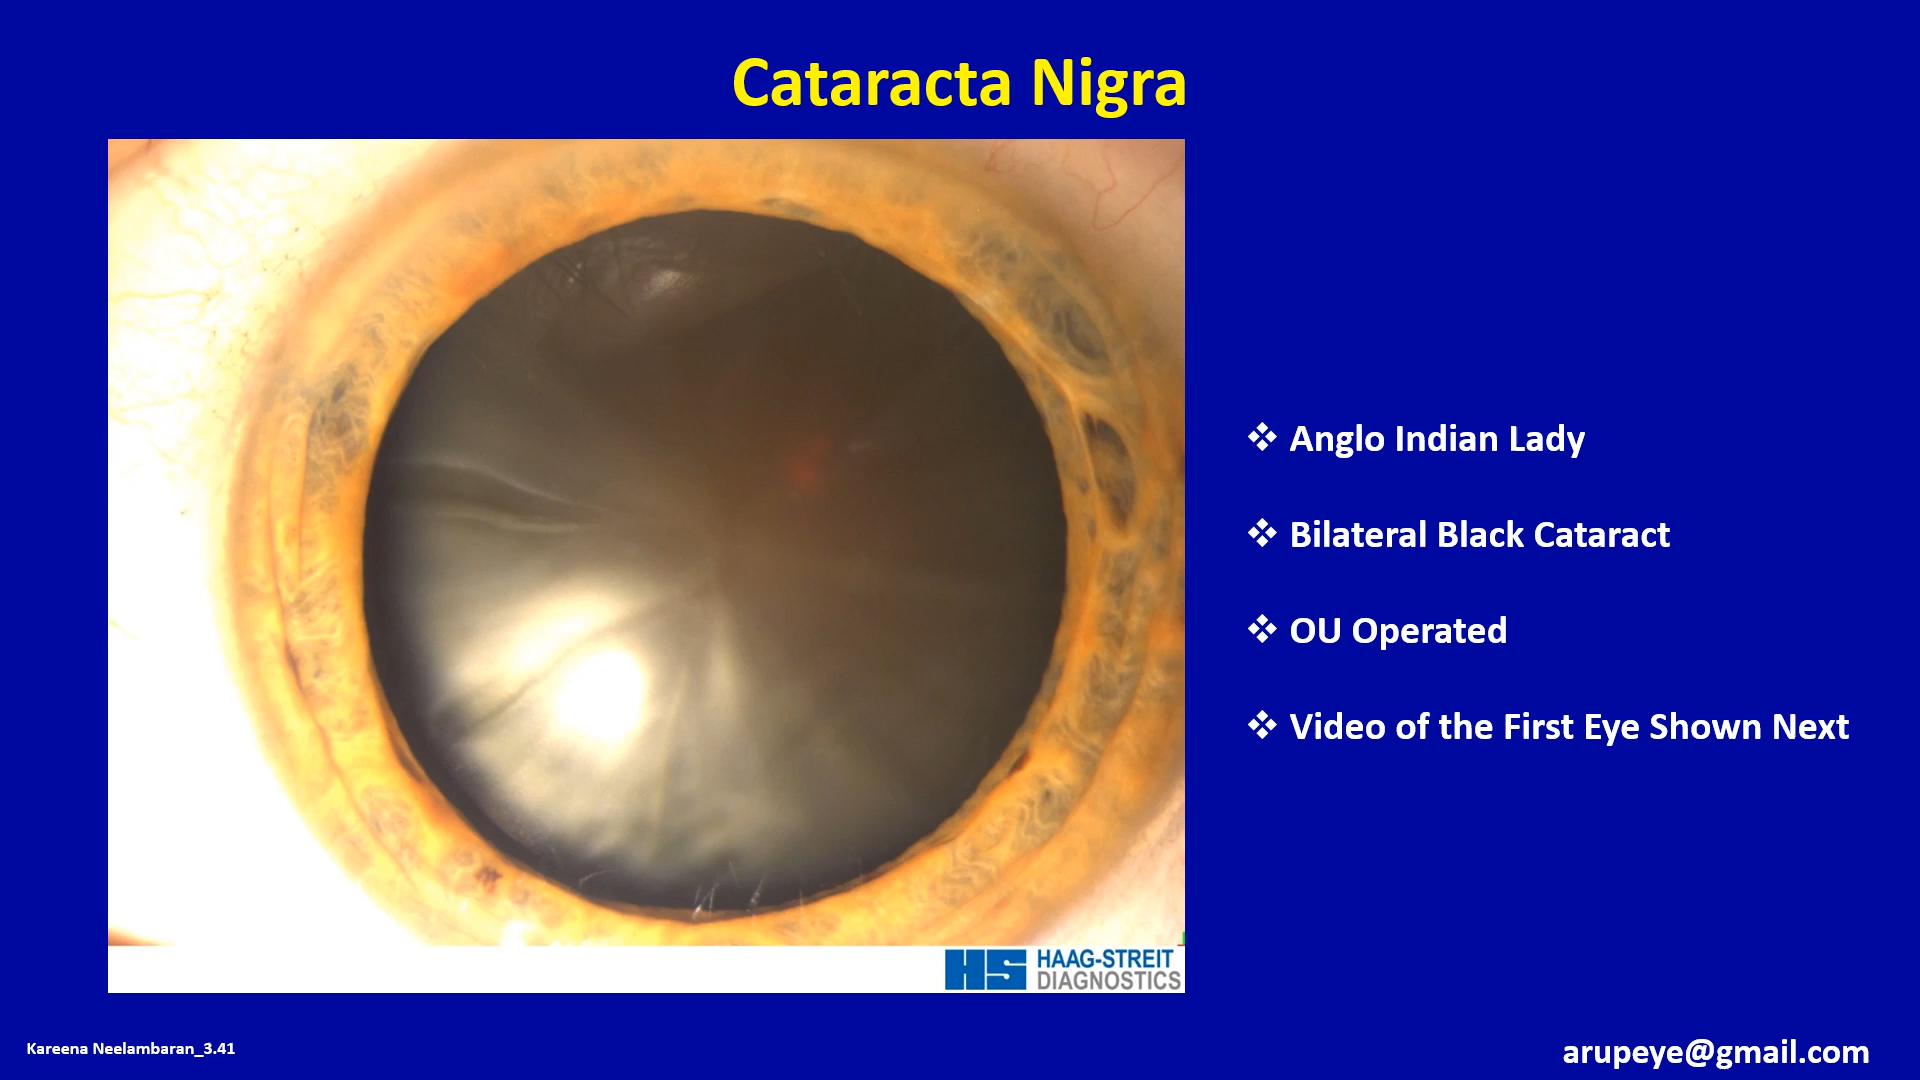 Cataracta Nigra
❖ Anglo Indian Lady
❖ Bilateral Black Cataract
❖ OU Operated
❖ Video of the First Eye Shown Next
HS HAAG-STREIT
DIAGNOSTICS
Kareena Neelambaran_3.41
arupeye@gmail.com